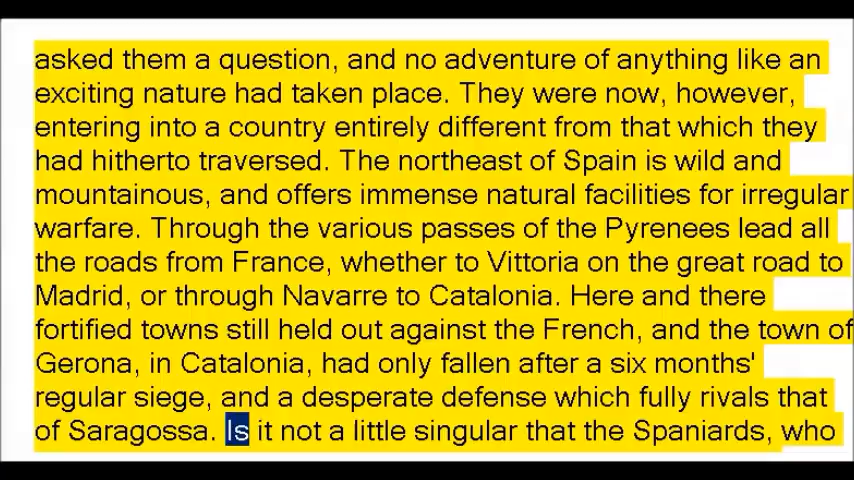 asked them a question, and no adventure of anything like an
exciting nature had taken place. They were now, however,
entering into a country entirely different from that which they
had hitherto traversed. The northeast of Spain is wild and
mountainous, and offers immense natural facilities for irregular
warfare. Through the various passes of the Pyrenees lead all
the roads from France, whether to Vittoria on the great road to
Madrid, or through Navarre to Catalonia. Here and there
fortified towns still held out against the French, and the town of
Gerona, in Catalonia, had only fallen after a six months'
regular siege, and a desperate defense which fully rivals that
of Saragossa. Is it not a little singular that the Spaniards, who